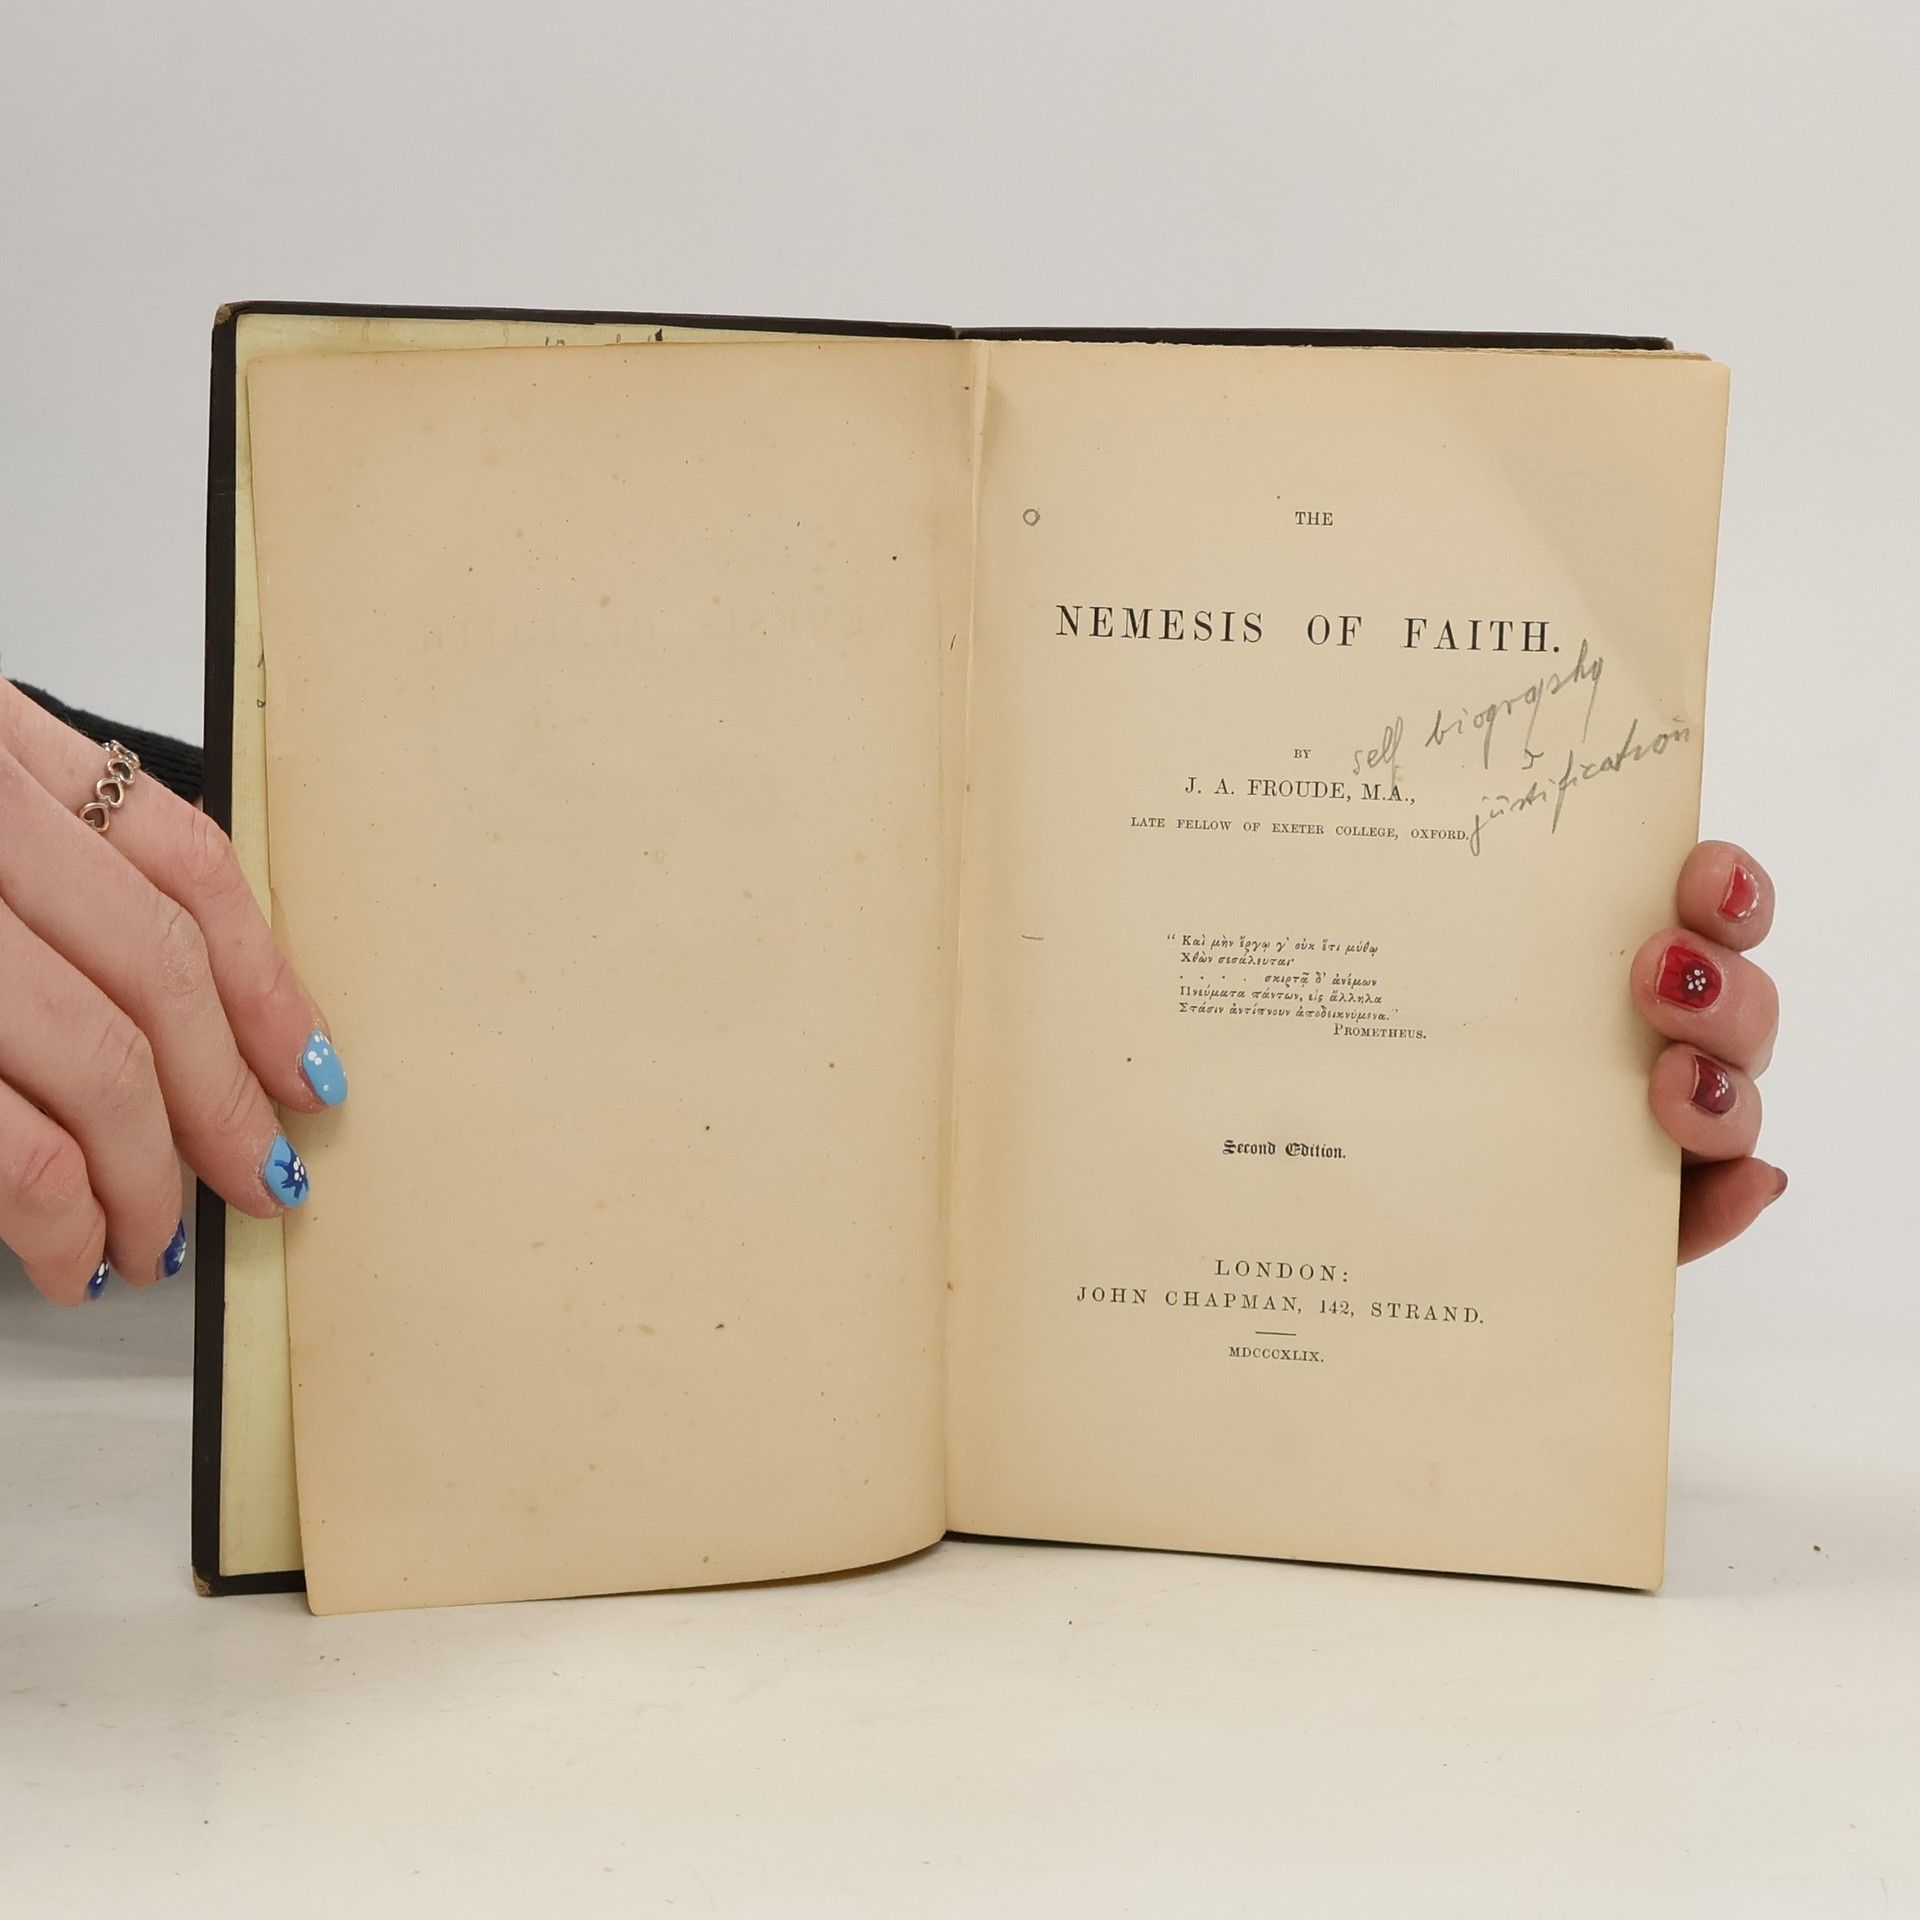 THE
NEMESIS OF FAITH.
self biography
&
justification
BY
J. A. FROUDE, M.A.,
LATE FELLOW OF EXETER COLLEGE, OXFORD.
“ Καὶ μὴν ἔργῳ γ’ οὐκ ἔτι μύθῳ
Χθὼν σεσάλευται·
. . . . σκιρτᾷ δ’ ἀνέμων
Πνεύματα πάντων, εἰς ἄλληλα
Στάσιν ἀντίπνουν ἀποδεικνύμενα.”
PROMETHEUS.
Second Edition.
LONDON:
JOHN CHAPMAN, 142, STRAND.
MDCCCXLIX.